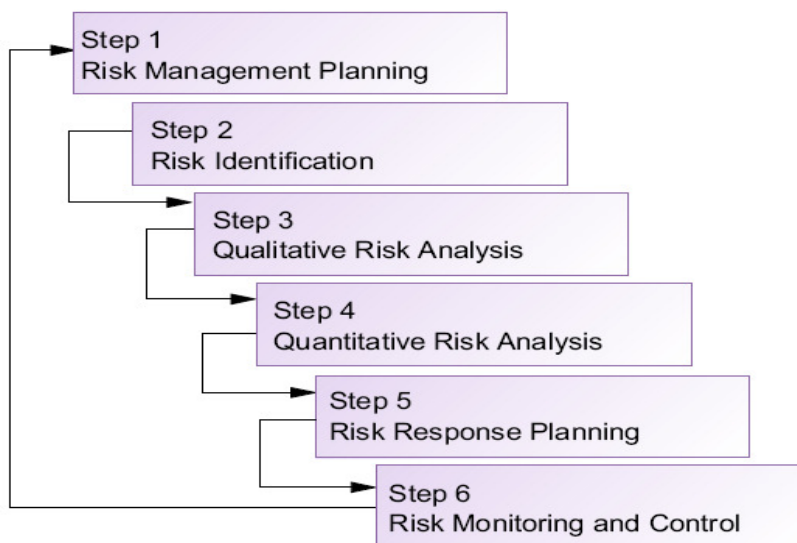 Step 1
Risk Management Planning
Step 2
Risk Identification
Step 3
Qualitative Risk Analysis
Step 4
Quantitative Risk Analysis
Step 5
Risk Response Planning
Step 6
Risk Monitoring and Control